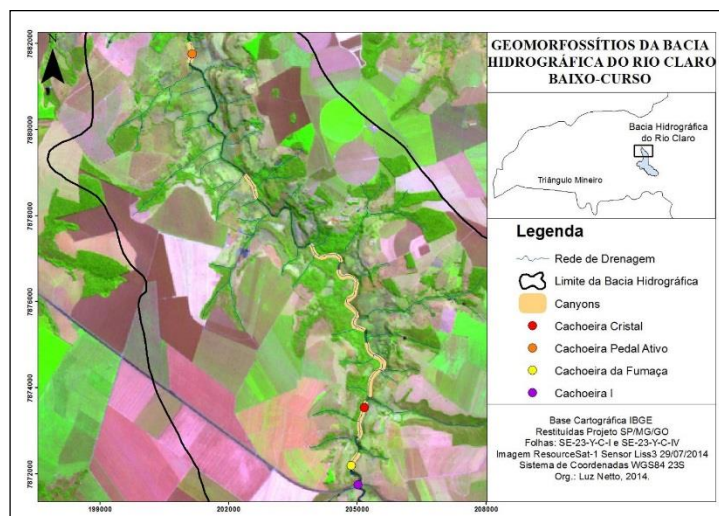 GEOMORFOSSÍTIOS DA BACIA
HIDROGRÁFICA DO RIO CLARO
BAIXO-CURSO
Bacia Hidrográfica
do Rio Claro
Triângulo Mineiro
Legenda
Rede de Drenagem
Limite da Bacia Hidrográfica
Canyons
Cachoeira Cristal
Cachoeira Pedal Ativo
Cachoeira da Fumaça
Cachoeira I
Base Cartográfica IBGE
Restituídas Projeto SP/MG/GO
Folhas: SE-23-Y-C-I e SE-23-Y-C-IV
Imagem ResourceSat-1 Sensor Liss3 29/07/2014
Sistema de Coordenadas WGS84 23S
Org.: Luz Netto, 2014.
7882000
7880000
7878000
7876000
7874000
7872000
199000
202000
205000
208000